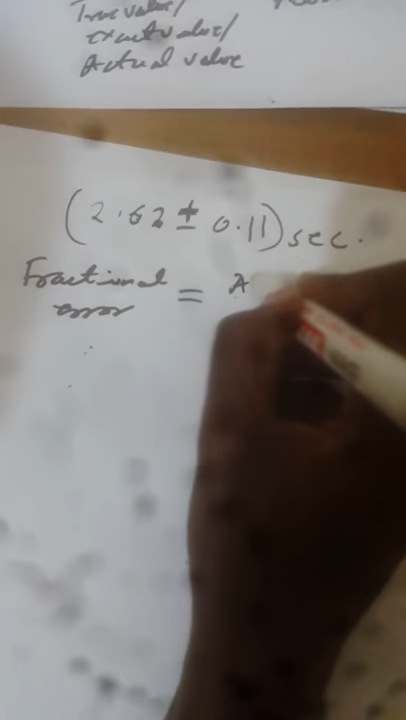 True value/
exact value/
Actual value
(2.62 ± 0.11) sec.
Fractional = A
error